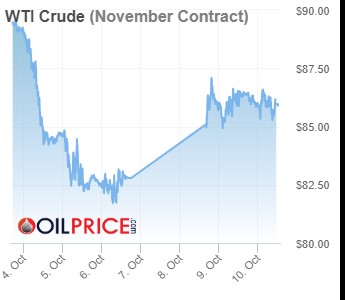 WTI Crude (November Contract)
$90.00
$87.50
$85.00
$82.50
$80.00
OILPRICE.com
4. Oct
5. Oct
6. Oct
7. Oct
8. Oct
9. Oct
10. Oct